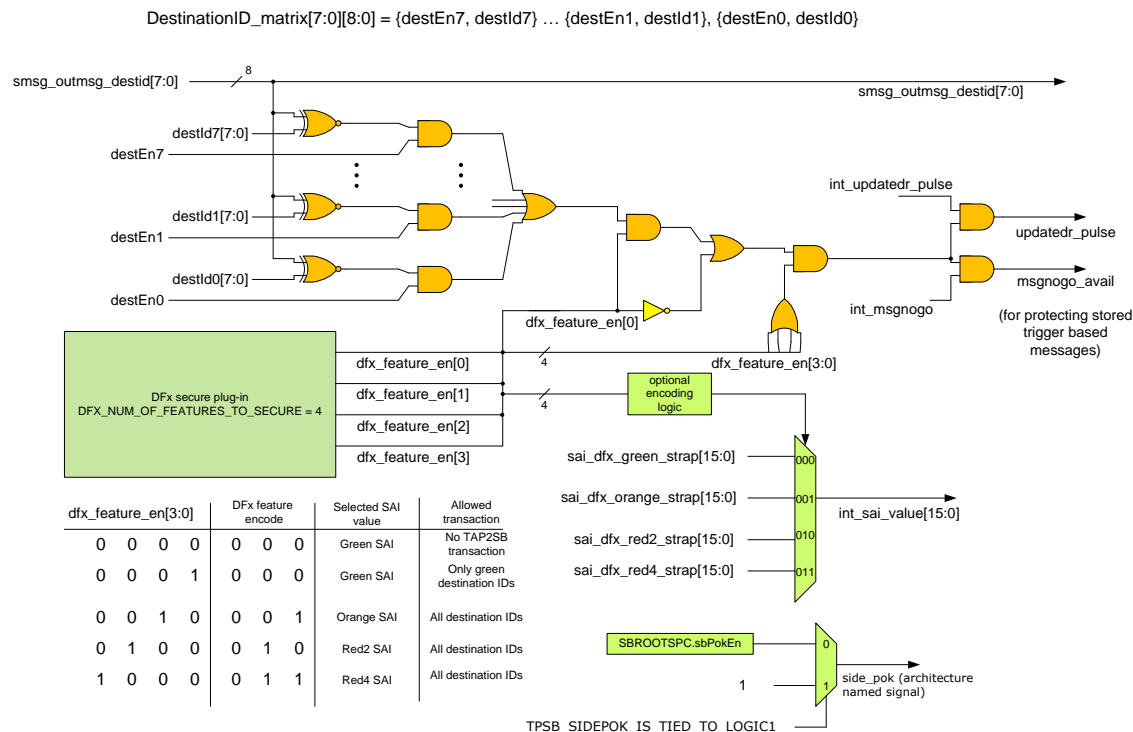 DestinationID_matrix[7:0][8:0] = {destEn7, destId7} … {destEn1, destId1}, {destEn0, destId0}
8
smsg_outmsg_destid[7:0]
smsg_outmsg_destid[7:0]
destId7[7:0]
destEn7
int_updatedr_pulse
destId1[7:0]
destEn1
updatedr_pulse
destId0[7:0]
msgnogo_avail
destEn0
int_msgnogo
dfx_feature_en[0]
(for protecting stored
trigger based
messages)
DFx secure plug-in
DFX_NUM_OF_FEATURES_TO_SECURE = 4
dfx_feature_en[0]
4
dfx_feature_en[3:0]
dfx_feature_en[1]
4
optional
encoding
logic
dfx_feature_en[2]
dfx_feature_en[3]
sai_dfx_green_strap[15:0]
000
sai_dfx_orange_strap[15:0]
001
int_sai_value[15:0]
sai_dfx_red2_strap[15:0]
010
sai_dfx_red4_strap[15:0]
011
dfx_feature_en[3:0]
DFx feature
encode
Selected SAI
value
Allowed
transaction
0 0 0 0 0 0 0 Green SAI No TAP2SB
transaction
0 0 0 1 0 0 0 Green SAI Only green
destination IDs
0 0 1 0 0 0 1 Orange SAI All destination IDs
0 1 0 0 0 1 0 Red2 SAI All destination IDs
1 0 0 0 0 1 1 Red4 SAI All destination IDs
SBROOTSPC.sbPokEn
0
1
1
side_pok (architecture
named signal)
TPSB_SIDEPOK_IS_TIED_TO_LOGIC1